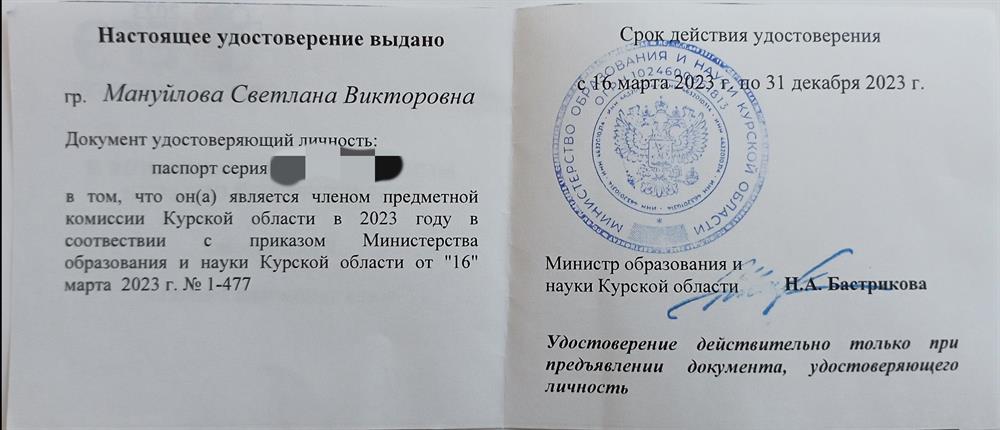 Настоящее удостоверение выдано
гр. Мануйлова Светлана Викторовна
Документ удостоверяющий личность:
паспорт серия
в том, что он(а) является членом предметной
комиссии Курской области в 2023 году в
соотвествии с приказом Министерства
образования и науки Курской области от "16"
марта 2023 г. № 1-477
Срок действия удостоверения
с 16 марта 2023 г. по 31 декабря 2023 г.
МИНИСТЕРСТВО ОБРАЗОВАНИЯ И НАУКИ КУРСКОЙ ОБЛАСТИ
Министр образования и
науки Курской области Н.А. Бастрикова
Удостоверение действительно только при
предъявлении документа, удостоверяющего
личность